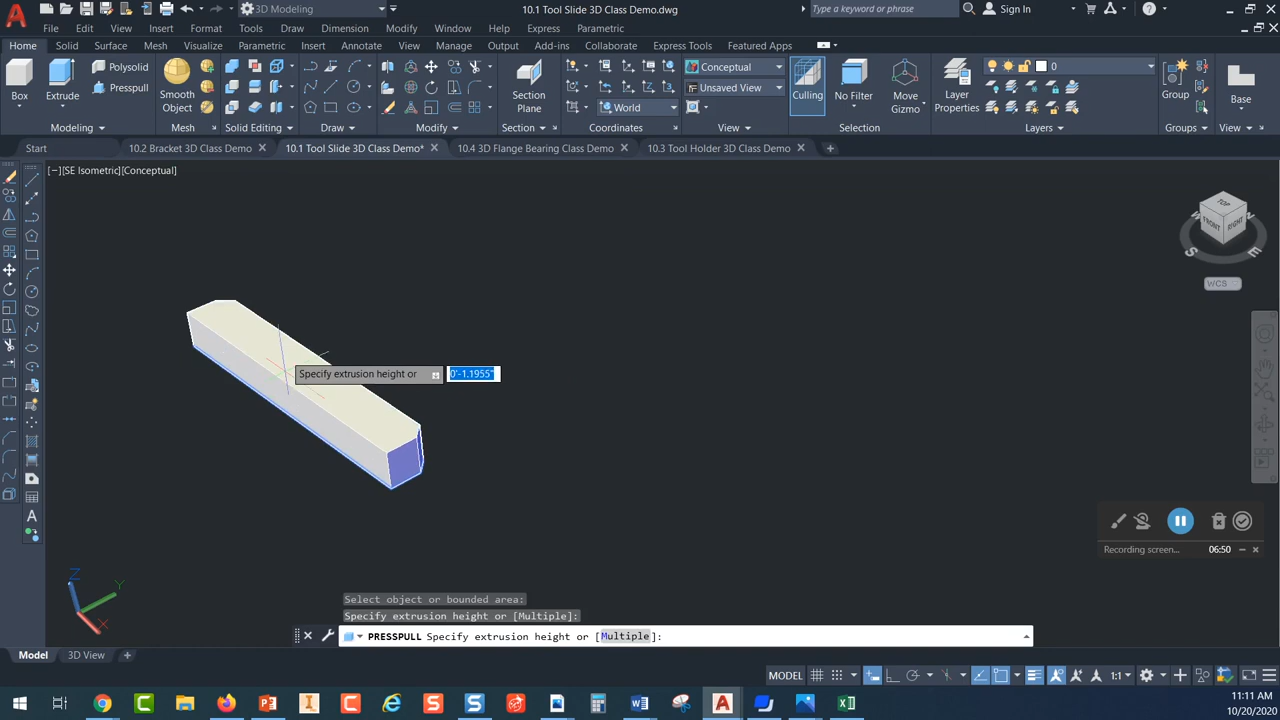 3D Modeling
10.1 Tool Slide 3D Class Demo.dwg
Type a keyword or phrase
Sign In
File Edit View Insert Format Tools Draw Dimension Modify Window Help Express Parametric
Home Solid Surface Mesh Visualize Parametric Insert Annotate View Manage Output Add-ins Collaborate Express Tools Featured Apps
Box
Extrude
Polysolid
Presspull
Smooth
Object
Section
Plane
World
Conceptual
Unsaved View
Culling
No Filter
Move
Gizmo
Layer
Properties
0
Group
Base
Modeling Mesh Solid Editing Draw Modify Section Coordinates View Selection Layers Groups View
Start 10.2 Bracket 3D Class Demo 10.1 Tool Slide 3D Class Demo* 10.4 3D Flange Bearing Class Demo 10.3 Tool Holder 3D Class Demo
[−][SE Isometric][Conceptual]
TOP
FRONT
RIGHT
W N S E
WCS
Specify extrusion height or 0'-1.1955"
Recording screen... 06:50
Z
Y
X
Select object or bounded area:
Specify extrusion height or [Multiple]:
PRESSPULL Specify extrusion height or [Multiple]:
Model 3D View
MODEL 1:1
11:11 AM
10/20/2020